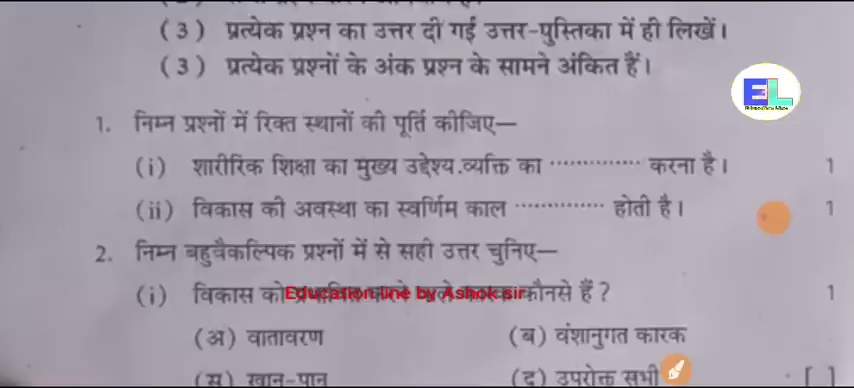 (3) प्रत्येक प्रश्न का उत्तर दी गई उत्तर-पुस्तिका में ही लिखें।
(3) प्रत्येक प्रश्नों के अंक प्रश्न के सामने अंकित हैं।
EL
1. निम्न प्रश्नों में रिक्त स्थानों की पूर्ति कीजिए—
(i) शारीरिक शिक्षा का मुख्य उद्देश्य.व्यक्ति का ············· करना है। 1
(ii) विकास की अवस्था का स्वर्णिम काल ············· होती है। 1
2. निम्न बहुवैकल्पिक प्रश्नों में से सही उत्तर चुनिए—
(i) विकास को कौनसे हैं ? 1
Education line by Ashok sir
(अ) वातावरण (ब) वंशानुगत कारक
(स) खान-पान (द) उपरोक्त सभी [ ]